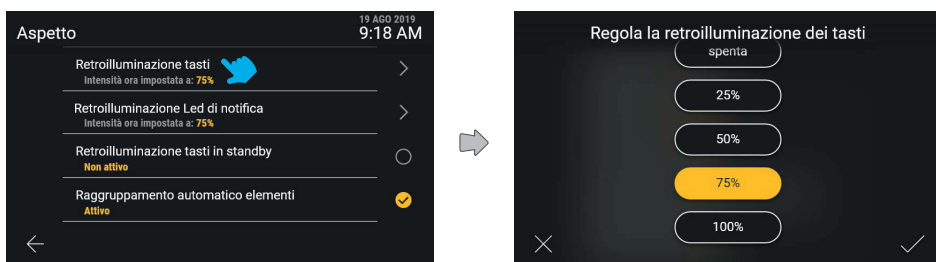 Aspetto
19 AGO 2019
9:18 AM
Retroilluminazione tasti
Intensità ora impostata a: 75%
Retroilluminazione Led di notifica
Intensità ora impostata a: 75%
Retroilluminazione tasti in standby
Non attivo
Raggruppamento automatico elementi
Attivo
Regola la retroilluminazione dei tasti
spenta
25%
50%
75%
100%